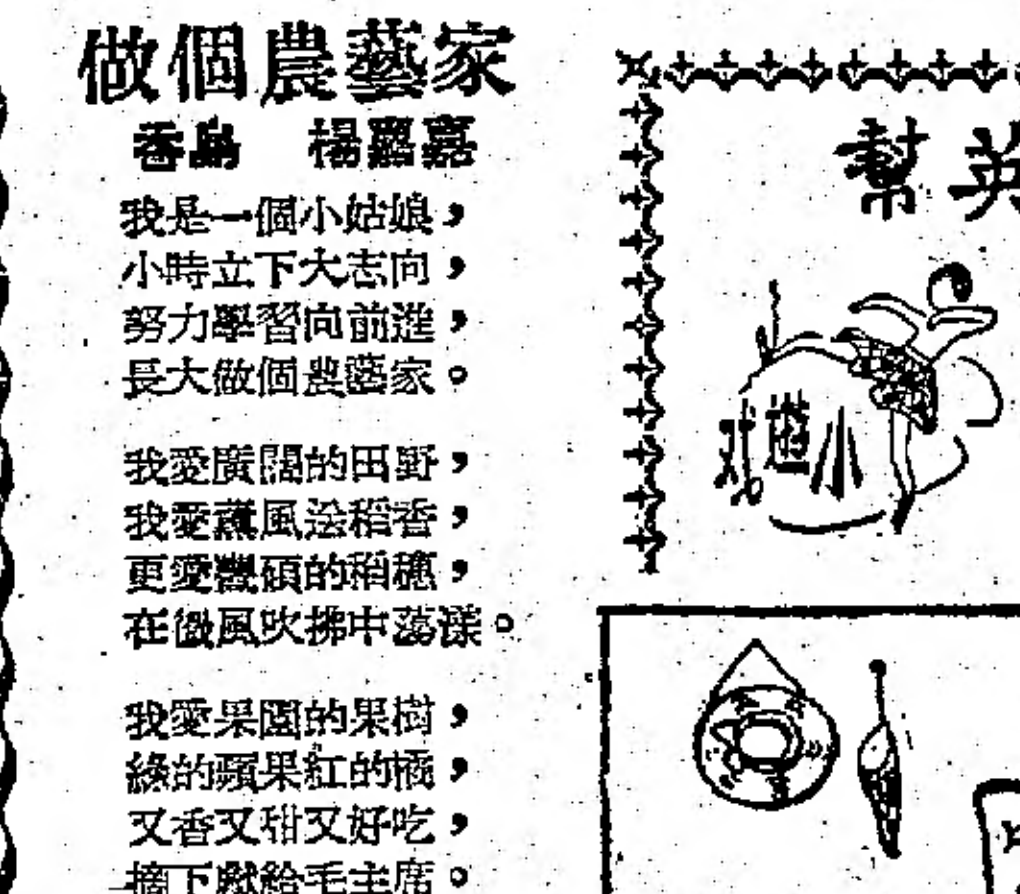 做個農藝家
香島　楊露嘉
我是一個小姑娘，
小時立下大志向，
努力學習向前進，
長大做個農藝家。
我愛廣闊的田野，
我愛薰風送稻香，
更愛豐碩的稻穗，
在微風吹拂中蕩漾。
我愛果園的果樹，
綠的蘋果紅的橘，
又香又甜又好吃，
摘下獻給毛主席。
幫英
小遊戏